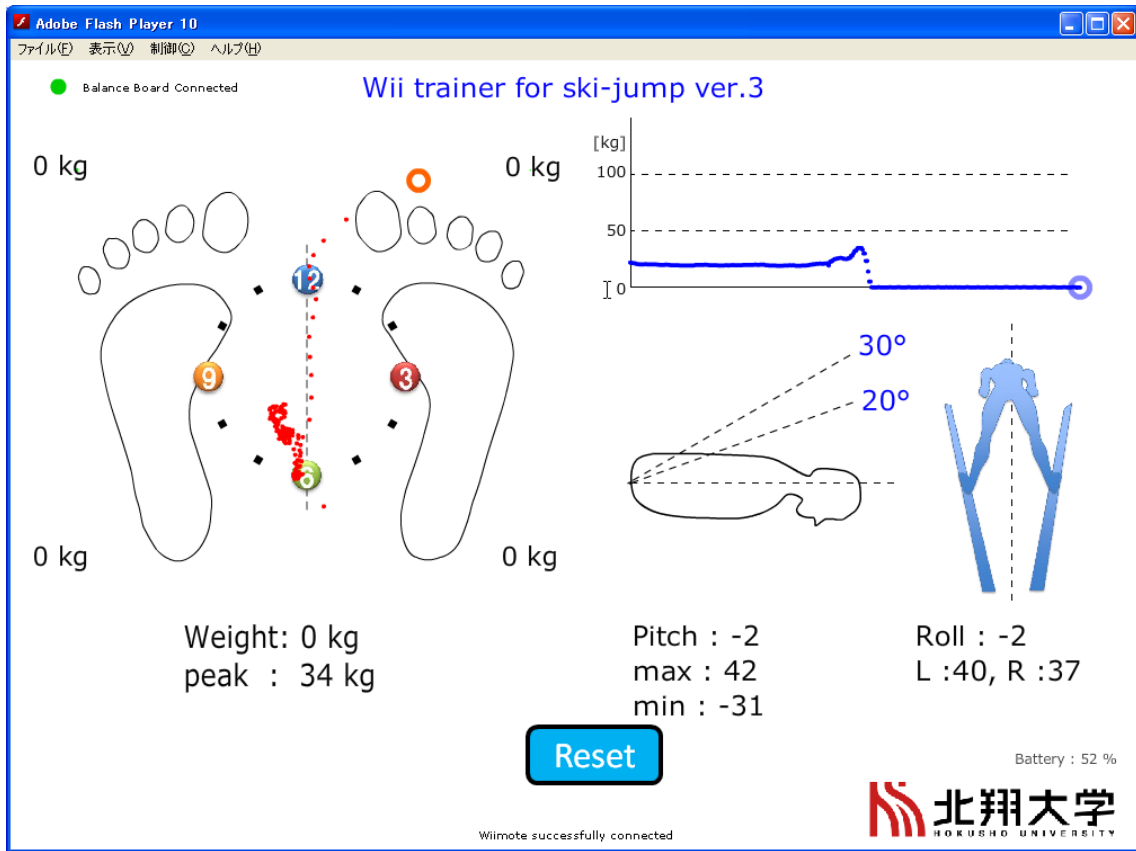 Adobe Flash Player 10
ファイル(F) 表示(V) 制御(C) ヘルプ(H)
Balance Board Connected
Wii trainer for ski-jump ver.3
0 kg
0 kg
[kg]
100
50
0
12
9
3
6
30°
20°
0 kg
0 kg
Weight: 0 kg
peak : 34 kg
Pitch : -2
max : 42
min : -31
Roll : -2
L :40, R :37
Reset
Battery : 52 %
北翔大学
HOKUSHO UNIVERSITY
Wiimote successfully connected